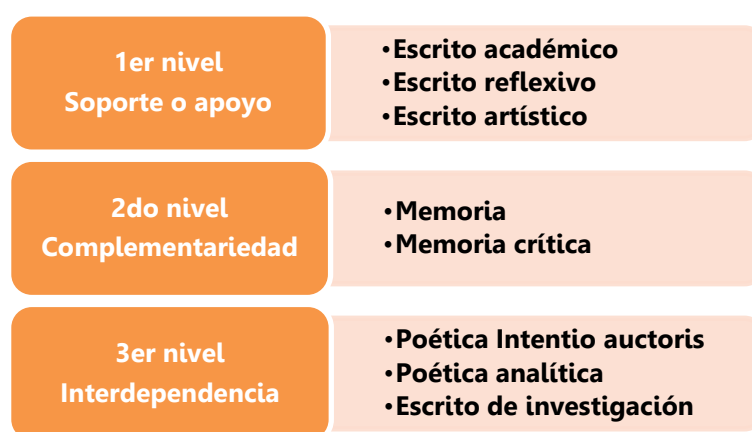 1er nivel
Soporte o apoyo
•Escrito académico
•Escrito reflexivo
•Escrito artístico
2do nivel
Complementariedad
•Memoria
•Memoria crítica
3er nivel
Interdependencia
•Poética Intentio auctoris
•Poética analítica
•Escrito de investigación